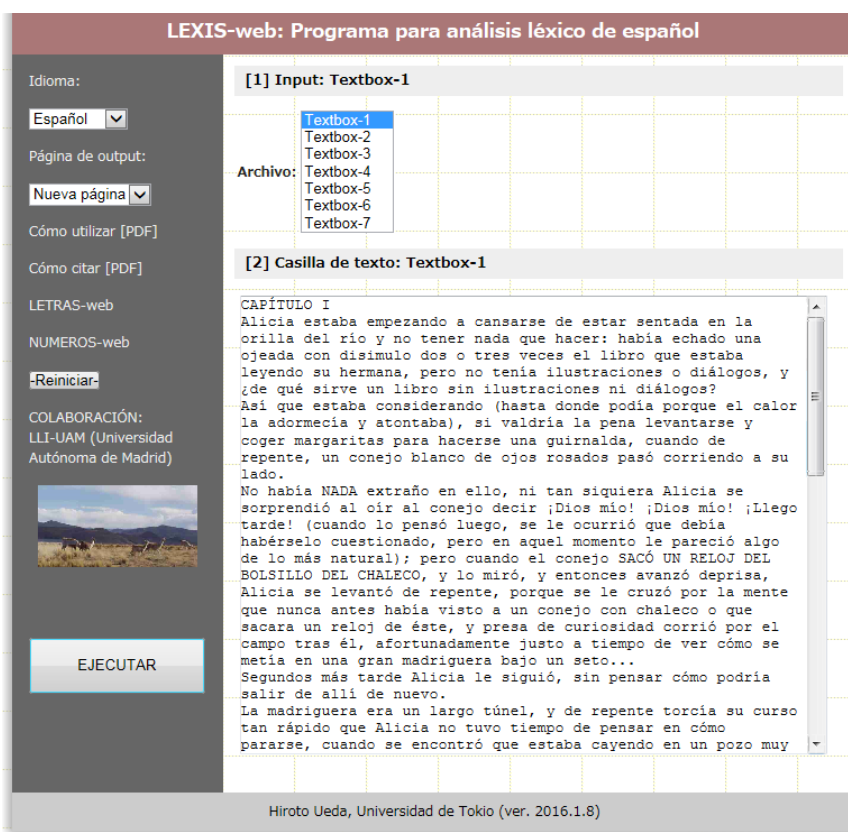 LEXIS-web: Programa para análisis léxico de español
Idioma:
Español
Página de output:
Nueva página
Cómo utilizar [PDF]
Cómo citar [PDF]
LETRAS-web
NUMEROS-web
-Reiniciar-
COLABORACIÓN:
LLI-UAM (Universidad
Autónoma de Madrid)
EJECUTAR
[1] Input: Textbox-1
Archivo:
Textbox-1
Textbox-2
Textbox-3
Textbox-4
Textbox-5
Textbox-6
Textbox-7
[2] Casilla de texto: Textbox-1
CAPÍTULO I
Alicia estaba empezando a cansarse de estar sentada en la
orilla del río y no tener nada que hacer: había echado una
ojeada con disimulo dos o tres veces el libro que estaba
leyendo su hermana, pero no tenía ilustraciones o diálogos, y
¿de qué sirve un libro sin ilustraciones ni diálogos?
Así que estaba considerando (hasta donde podía porque el calor
la adormecía y atontaba), si valdría la pena levantarse y
coger margaritas para hacerse una guirnalda, cuando de
repente, un conejo blanco de ojos rosados pasó corriendo a su
lado.
No había NADA extraño en ello, ni tan siquiera Alicia se
sorprendió al oír al conejo decir ¡Dios mío! ¡Dios mío! ¡Llego
tarde! (cuando lo pensó luego, se le ocurrió que debía
habérselo cuestionado, pero en aquel momento le pareció algo
de lo más natural); pero cuando el conejo SACÓ UN RELOJ DEL
BOLSILLO DEL CHALECO, y lo miró, y entonces avanzó deprisa,
Alicia se levantó de repente, porque se le cruzó por la mente
que nunca antes había visto a un conejo con chaleco o que
sacara un reloj de éste, y presa de curiosidad corrió por el
campo tras él, afortunadamente justo a tiempo de ver cómo se
metía en una gran madriguera bajo un seto...
Segundos más tarde Alicia le siguió, sin pensar cómo podría
salir de allí de nuevo.
La madriguera era un largo túnel, y de repente torcía su curso
tan rápido que Alicia no tuvo tiempo de pensar en cómo
pararse, cuando se encontró que estaba cayendo en un pozo muy
Hiroto Ueda, Universidad de Tokio (ver. 2016.1.8)